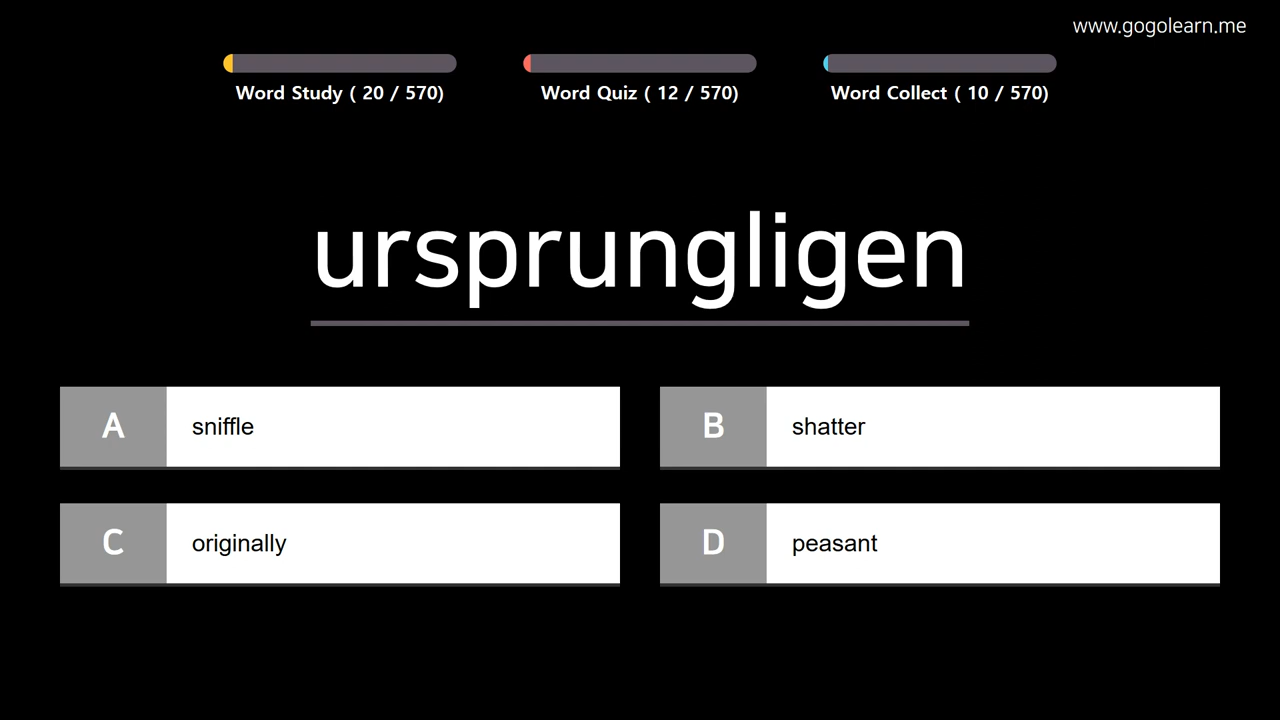 www.gogolearn.me
Word Study ( 20 / 570)
Word Quiz ( 12 / 570)
Word Collect ( 10 / 570)
ursprungligen
A sniffle
B shatter
C originally
D peasant